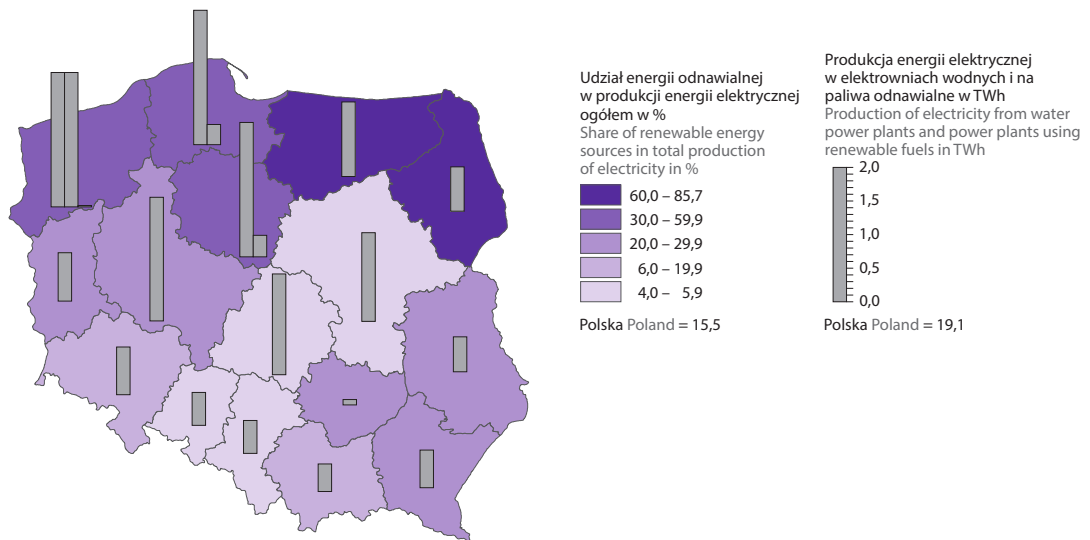 Udział energii odnawialnej
w produkcji energii elektrycznej
ogółem w %
Share of renewable energy
sources in total production
of electricity in %
60,0 – 85,7
30,0 – 59,9
20,0 – 29,9
6,0 – 19,9
4,0 – 5,9
Polska Poland = 15,5
Produkcja energii elektrycznej
w elektrowniach wodnych i na
paliwa odnawialne w TWh
Production of electricity from water
power plants and power plants using
renewable fuels in TWh
2,0
1,5
1,0
0,5
0,0
Polska Poland = 19,1